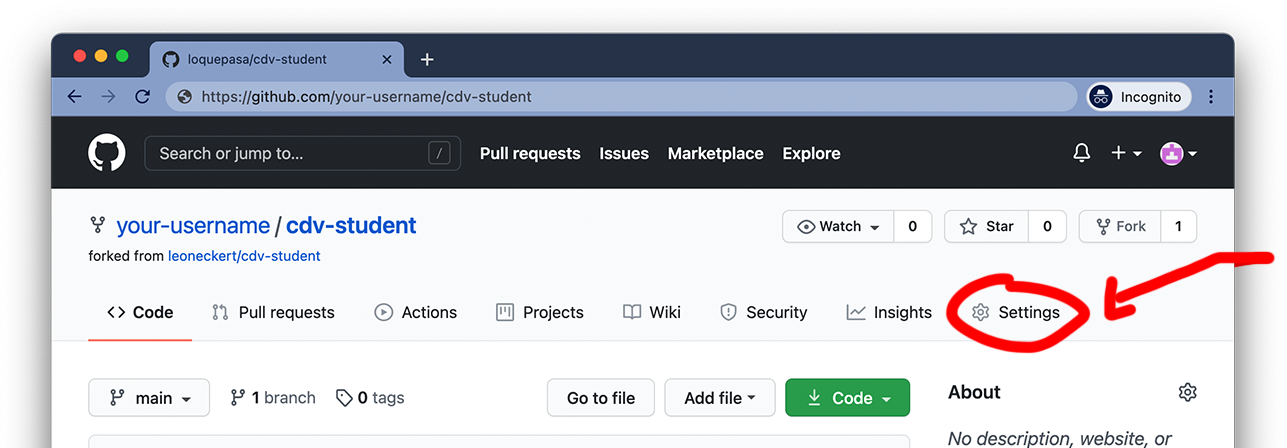 loquepasa/cdv-student
https://github.com/your-username/cdv-student
Incognito
Search or jump to... /
Pull requests Issues Marketplace Explore
your-username / cdv-student
Watch 0 Star 0 Fork 1
forked from leoneckert/cdv-student
Code Pull requests Actions Projects Wiki Security Insights Settings
main 1 branch 0 tags Go to file Add file Code About
No description, website, or